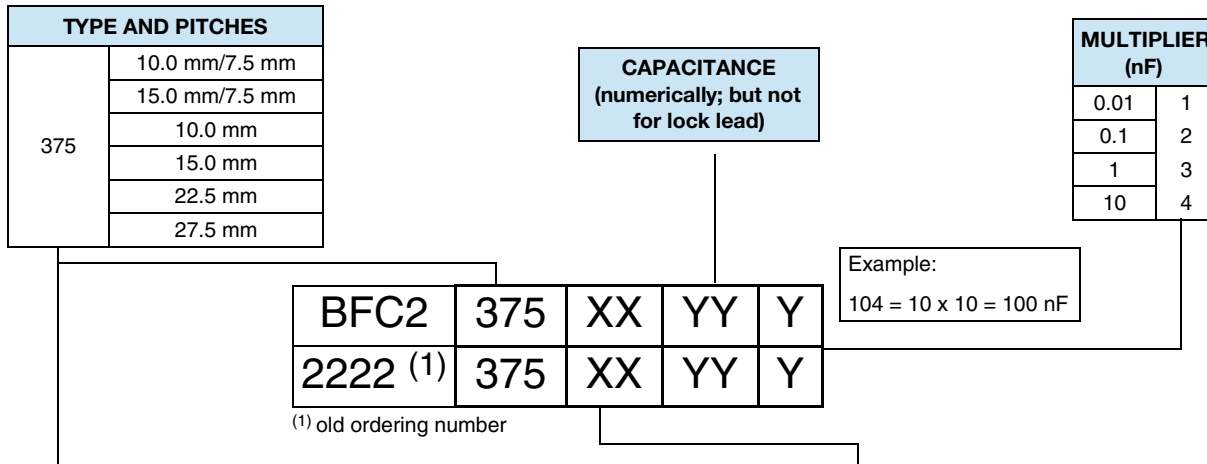 TYPE AND PITCHES
375
10.0 mm/7.5 mm
15.0 mm/7.5 mm
10.0 mm
15.0 mm
22.5 mm
27.5 mm
CAPACITANCE
(numerically; but not
for lock lead)
MULTIPLIER
(nF)
0.01 1
0.1 2
1 3
10 4
Example:
104 = 10 x 10 = 100 nF
BFC2 375 XX YY Y
2222 (1) 375 XX YY Y
(1) old ordering number